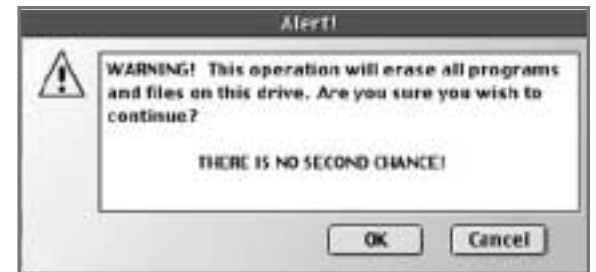 Alert!
WARNING! This operation will erase all programs
and files on this drive. Are you sure you wish to
continue?
THERE IS NO SECOND CHANCE!
OK
Cancel